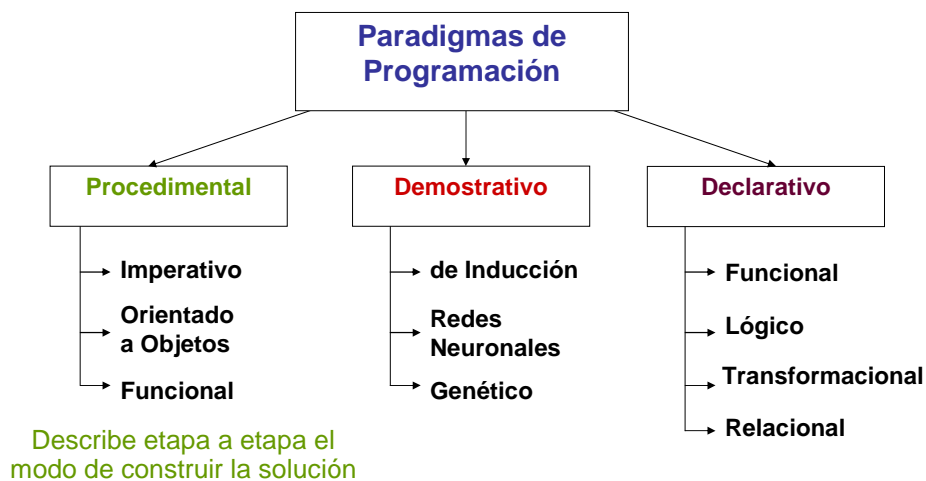 Paradigmas de
Programación
Procedimental
Demostrativo
Declarativo
Imperativo
Orientado
a Objetos
Funcional
de Inducción
Redes
Neuronales
Genético
Funcional
Lógico
Transformacional
Relacional
Describe etapa a etapa el
modo de construir la solución